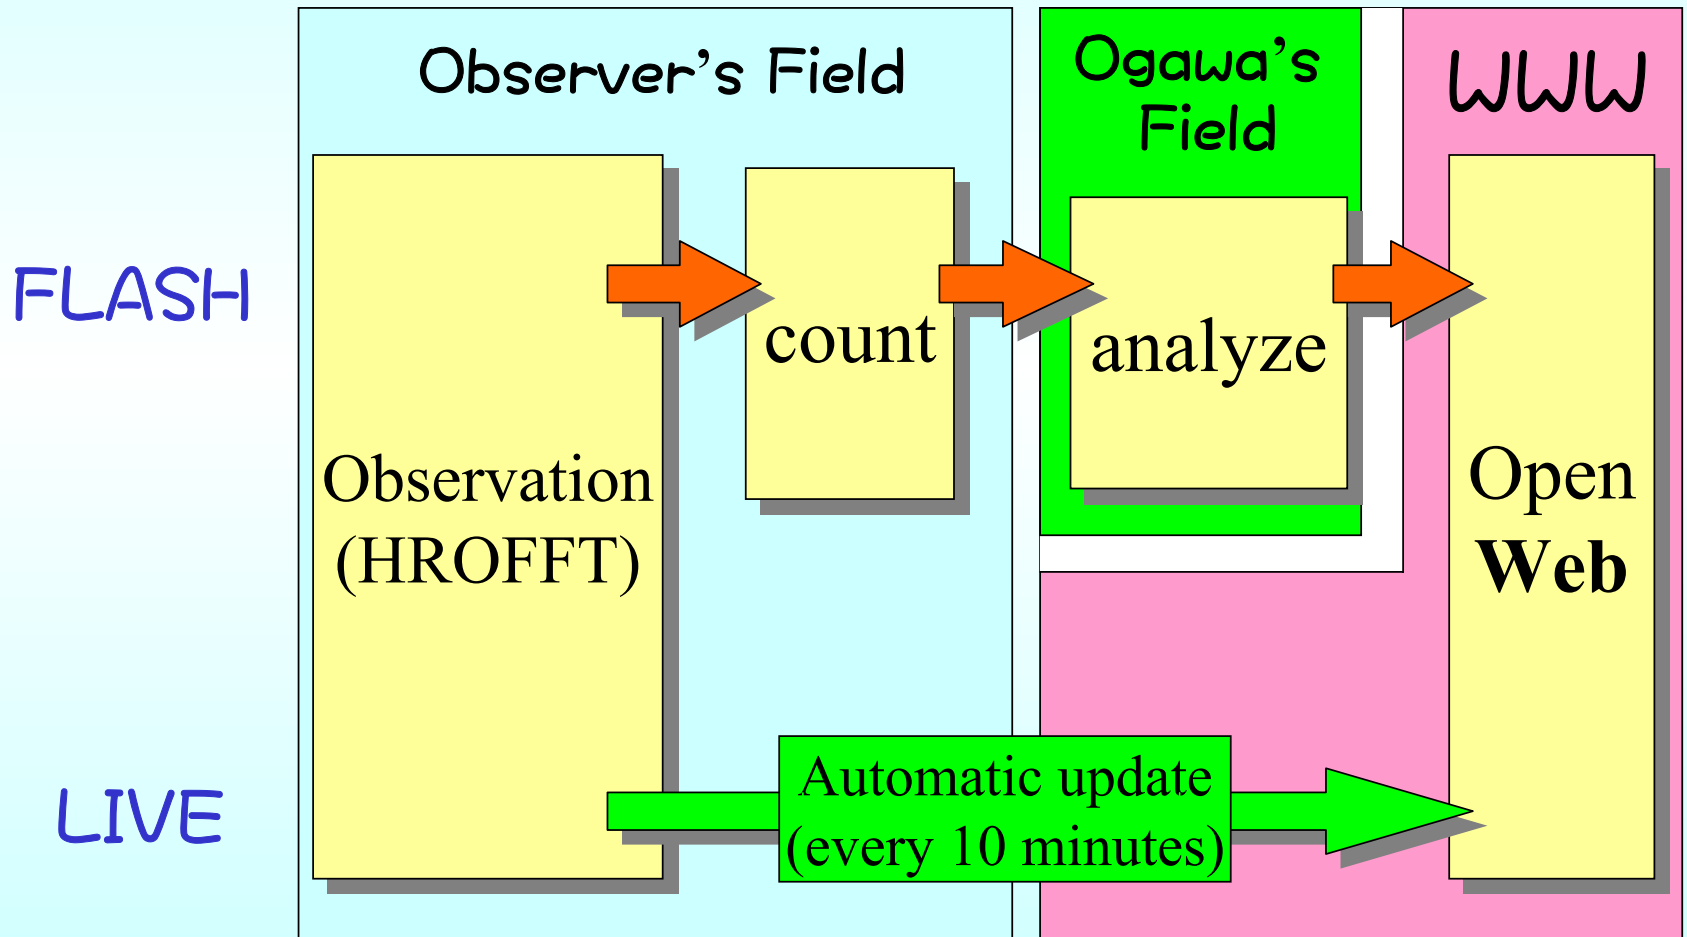 Observer's Field
Ogawa's
Field
WWW
FLASH
count
analyze
Observation
(HROFFT)
Open
Web
LIVE
Automatic update
(every 10 minutes)